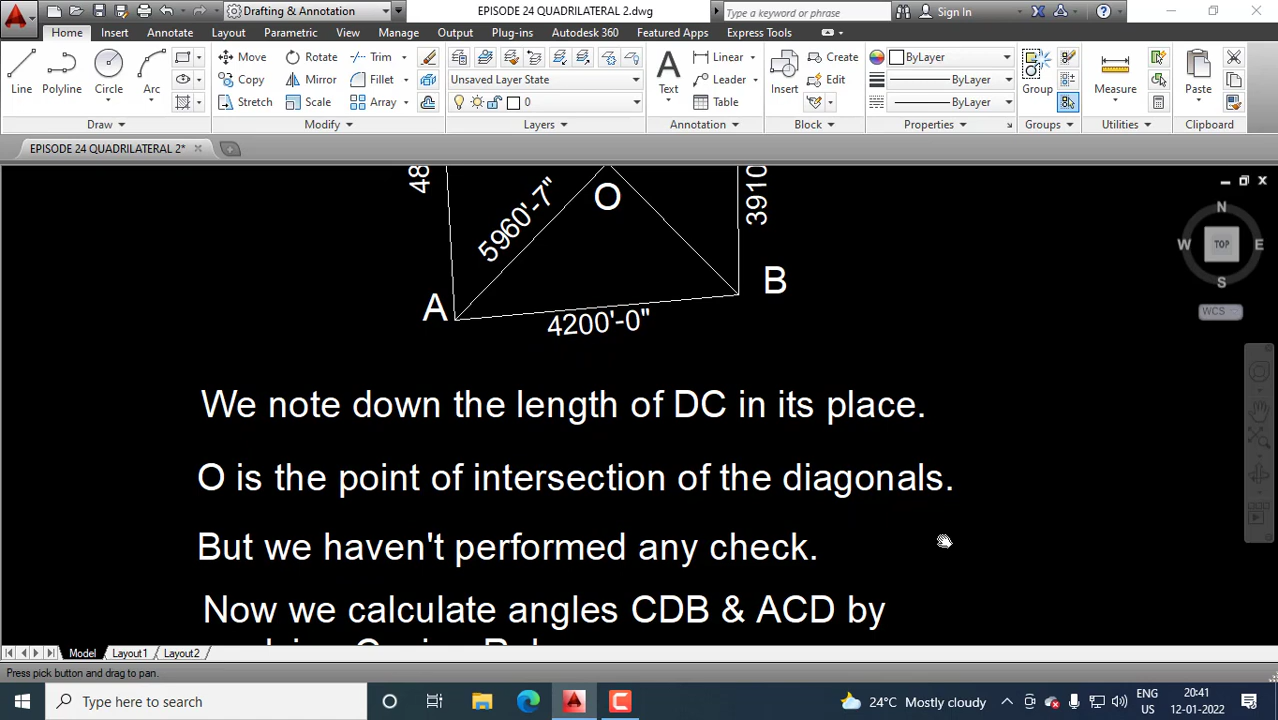 Drafting & Annotation
EPISODE 24 QUADRILATERAL 2.dwg
Type a keyword or phrase
Sign In
Home Insert Annotate Layout Parametric View Manage Output Plug-ins Autodesk 360 Featured Apps Express Tools
Line Polyline Circle Arc
Move Rotate Trim
Copy Mirror Fillet
Stretch Scale Array
Unsaved Layer State
0
Text Linear
Leader
Table
Insert Create
Edit
ByLayer
ByLayer
ByLayer
Group Measure Paste
Draw Modify Layers Annotation Block Properties Groups Utilities Clipboard
EPISODE 24 QUADRILATERAL 2*
48
5960'-7"
O
3910
A
B
4200'-0"
N
W TOP E
S
WCS
We note down the length of DC in its place.
O is the point of intersection of the diagonals.
But we haven't performed any check.
Now we calculate angles CDB & ACD by
Model Layout1 Layout2
Press pick button and drag to pan.
Type here to search
24°C Mostly cloudy
ENG
US
20:41
12-01-2022